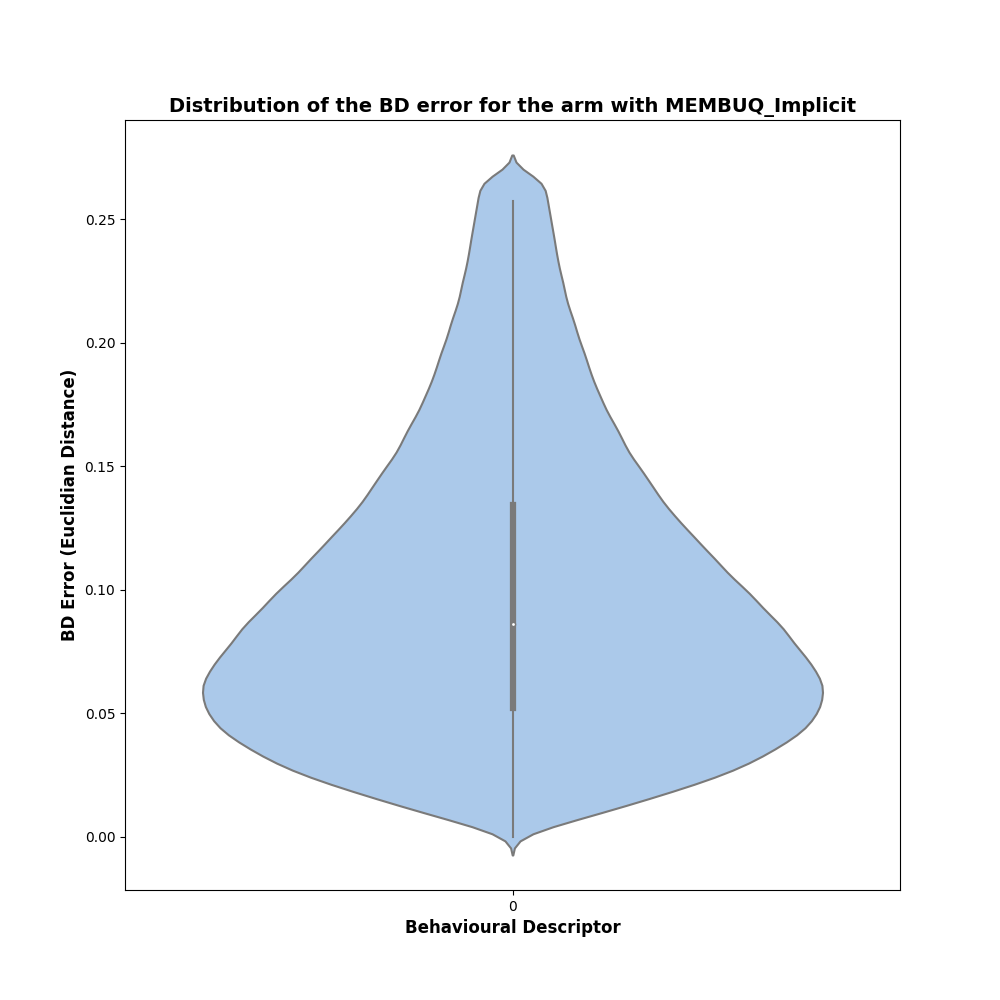 Distribution of the BD error for the arm with MEMBUQ_Implicit
BD Error (Euclidian Distance)
0.25
0.20
0.15
0.10
0.05
0.00
0
Behavioural Descriptor